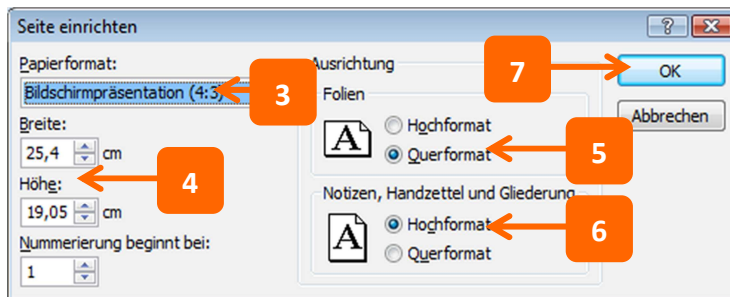 Seite einrichten
Papierformat:
Bildschirmpräsentation (4:3)
3
Breite:
25,4 cm
4
Höhe:
19,05 cm
Nummerierung beginnt bei:
1
Ausrichtung
Folien
A
Hochformat
Querformat
5
Notizen, Handzettel und Gliederung
A
Hochformat
6
Querformat
7
OK
Abbrechen